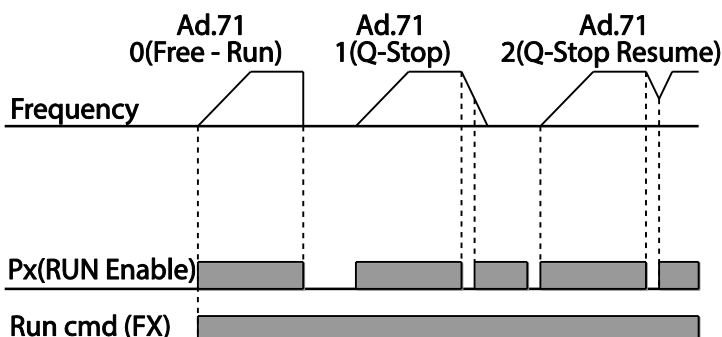 Ad.71
0(Free - Run)
Ad.71
1(Q-Stop)
Ad.71
2(Q-Stop Resume)
Frequency
Px(RUN Enable)
Run cmd (FX)